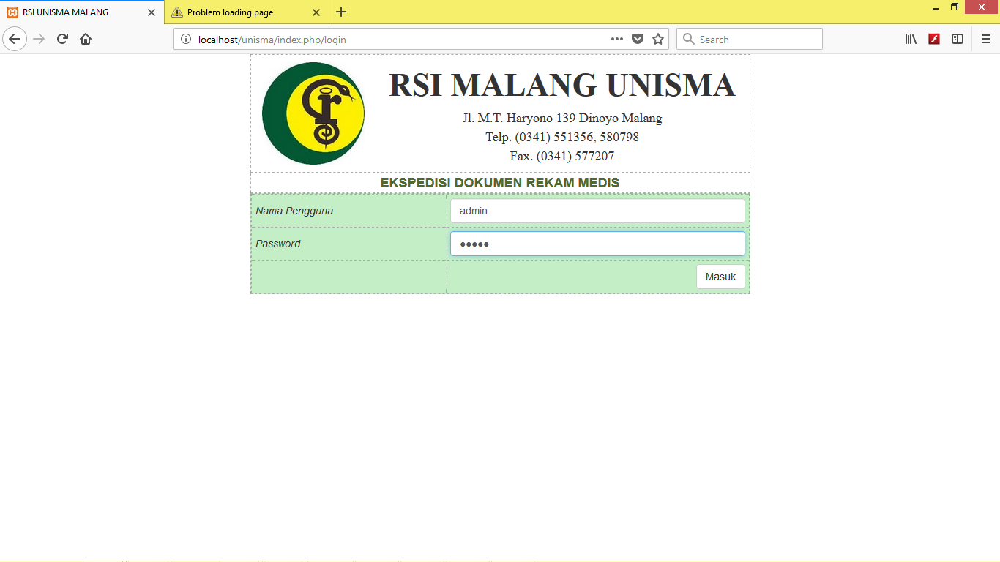 RSI UNISMA MALANG
Problem loading page
localhost/unisma/index.php/login
Search
RSI MALANG UNISMA
Jl. M.T. Haryono 139 Dinoyo Malang
Telp. (0341) 551356, 580798
Fax. (0341) 577207
EKSPEDISI DOKUMEN REKAM MEDIS
Nama Pengguna admin
Password •••••
Masuk